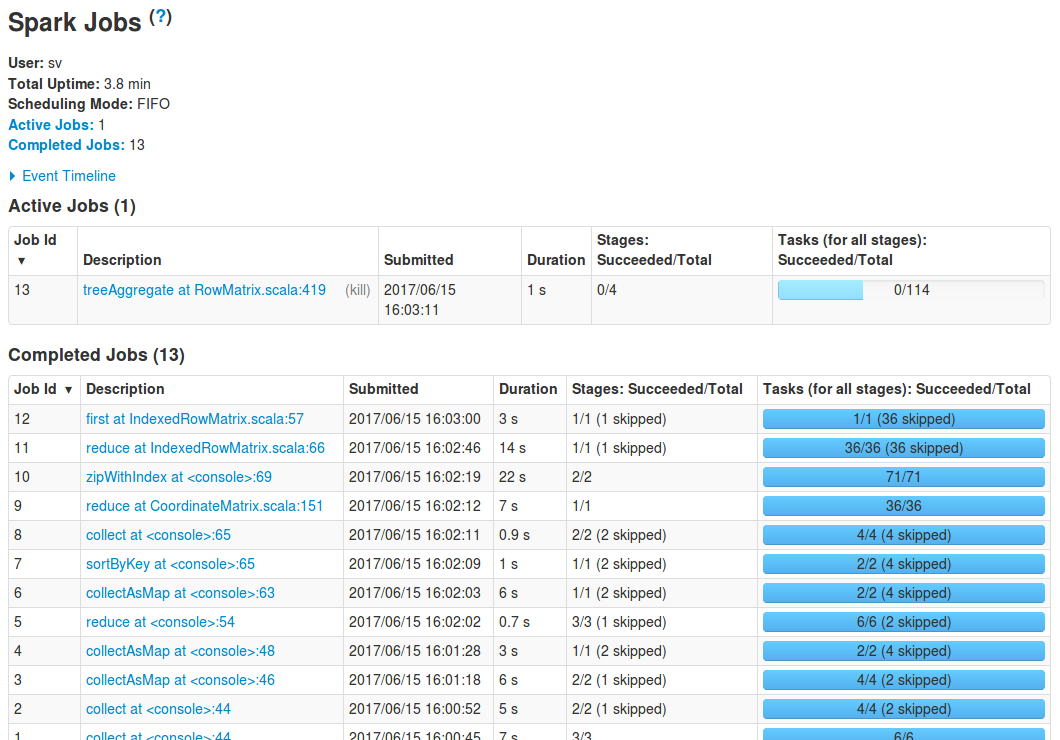 Spark Jobs (?)
User: sv
Total Uptime: 3.8 min
Scheduling Mode: FIFO
Active Jobs: 1
Completed Jobs: 13
Event Timeline
Active Jobs (1)
Job Id ▾ Description Submitted Duration Stages: Succeeded/Total Tasks (for all stages): Succeeded/Total
13 treeAggregate at RowMatrix.scala:419 (kill) 2017/06/15 16:03:11 1 s 0/4 0/114
Completed Jobs (13)
Job Id ▾ Description Submitted Duration Stages: Succeeded/Total Tasks (for all stages): Succeeded/Total
12 first at IndexedRowMatrix.scala:57 2017/06/15 16:03:00 3 s 1/1 (1 skipped) 1/1 (36 skipped)
11 reduce at IndexedRowMatrix.scala:66 2017/06/15 16:02:46 14 s 1/1 (1 skipped) 36/36 (36 skipped)
10 zipWithIndex at <console>:69 2017/06/15 16:02:19 22 s 2/2 71/71
9 reduce at CoordinateMatrix.scala:151 2017/06/15 16:02:12 7 s 1/1 36/36
8 collect at <console>:65 2017/06/15 16:02:11 0.9 s 2/2 (2 skipped) 4/4 (4 skipped)
7 sortByKey at <console>:65 2017/06/15 16:02:09 1 s 1/1 (2 skipped) 2/2 (4 skipped)
6 collectAsMap at <console>:63 2017/06/15 16:02:03 6 s 1/1 (2 skipped) 2/2 (4 skipped)
5 reduce at <console>:54 2017/06/15 16:02:02 0.7 s 3/3 (1 skipped) 6/6 (2 skipped)
4 collectAsMap at <console>:48 2017/06/15 16:01:28 3 s 1/1 (2 skipped) 2/2 (4 skipped)
3 collectAsMap at <console>:46 2017/06/15 16:01:18 6 s 2/2 (1 skipped) 4/4 (2 skipped)
2 collect at <console>:44 2017/06/15 16:00:52 5 s 2/2 (1 skipped) 4/4 (2 skipped)
1 collect at <console>:44 2017/06/15 16:00:45 7 s 3/3 6/6